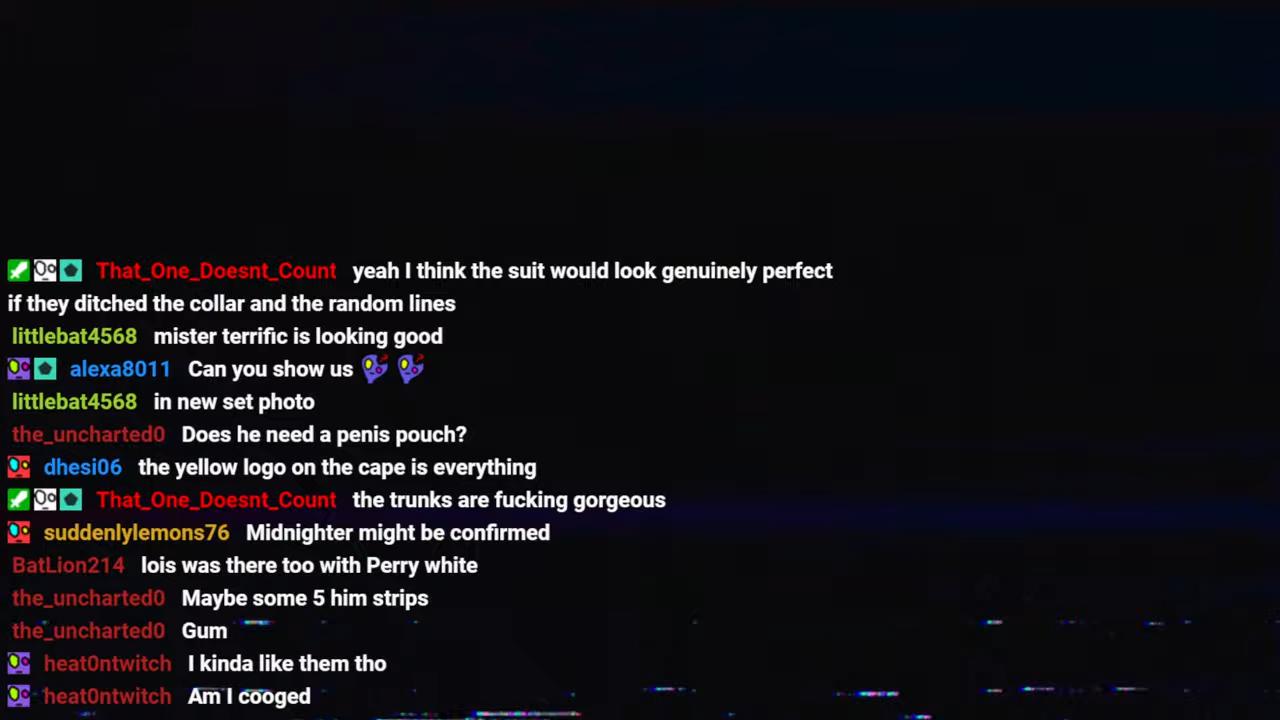 That_One_Doesnt_Count yeah I think the suit would look genuinely perfect
if they ditched the collar and the random lines
littlebat4568 mister terrific is looking good
alexa8011 Can you show us
littlebat4568 in new set photo
the_uncharted0 Does he need a penis pouch?
dhesi06 the yellow logo on the cape is everything
That_One_Doesnt_Count the trunks are fucking gorgeous
suddenlylemons76 Midnighter might be confirmed
BatLion214 lois was there too with Perry white
the_uncharted0 Maybe some 5 him strips
the_uncharted0 Gum
heat0ntwitch I kinda like them tho
heat0ntwitch Am I cooged